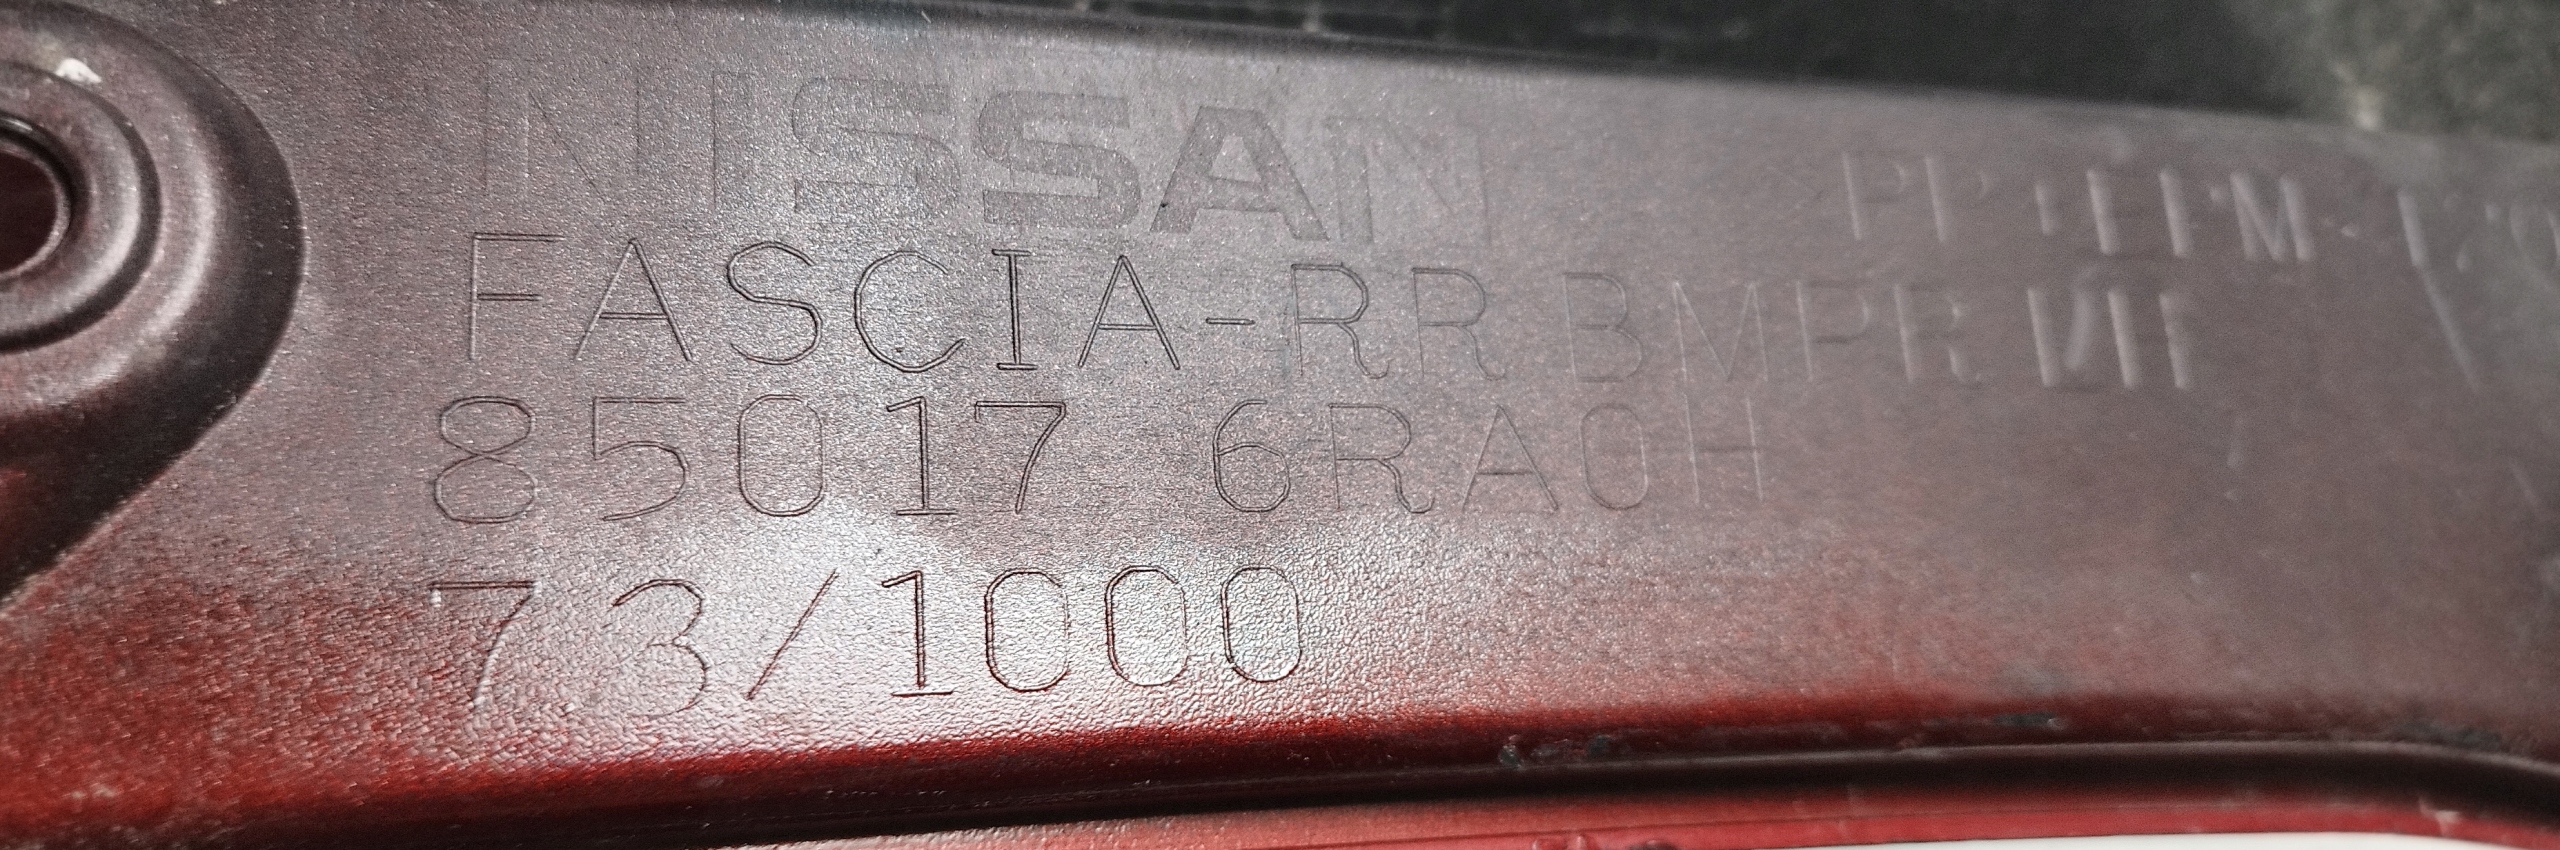 NISSAN
FASCIA-RR BMPR
85017 6RA0H
73/1000